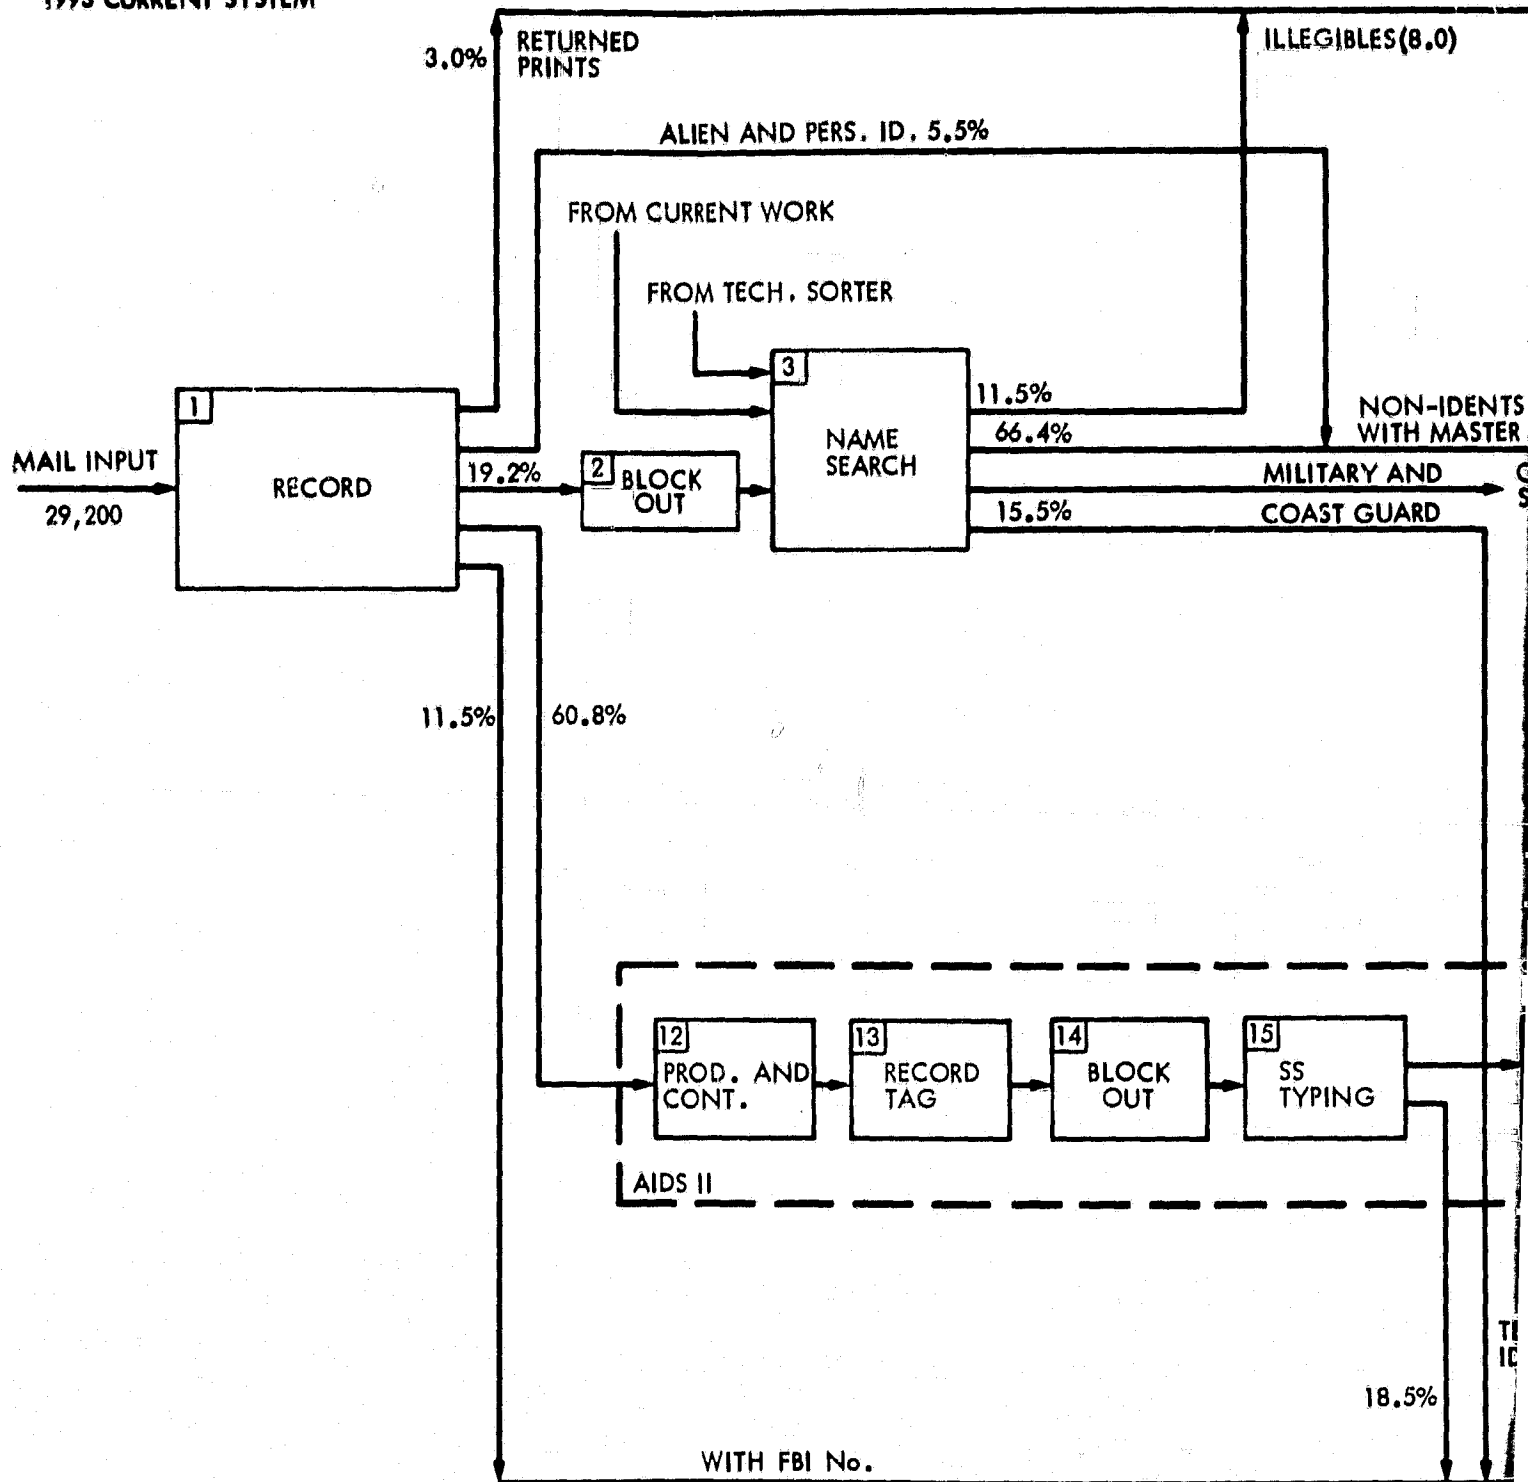 1995 CURRENT SYSTEM
3.0%
RETURNED
PRINTS
ILLEGIBLES(8.0)
ALIEN AND PERS. ID. 5.5%
FROM CURRENT WORK
FROM TECH. SORTER
1
RECORD
MAIL INPUT
29,200
19.2%
2
BLOCK
OUT
3
NAME
SEARCH
11.5%
66.4%
NON-IDENTS
WITH MASTER
MILITARY AND
15.5%
COAST GUARD
11.5%
60.8%
12
PROD. AND
CONT.
13
RECORD
TAG
14
BLOCK
OUT
15
SS
TYPING
AIDS II
18.5%
WITH FBI No.